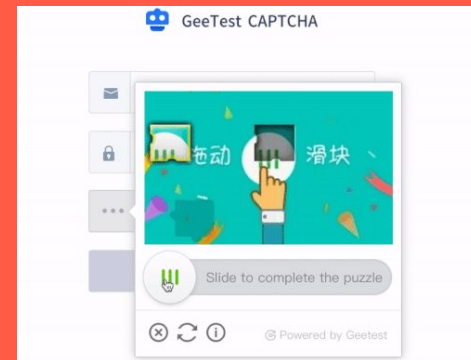 GeeTest CAPTCHA
拖动 滑块
Slide to complete the puzzle
Powered by Geetest